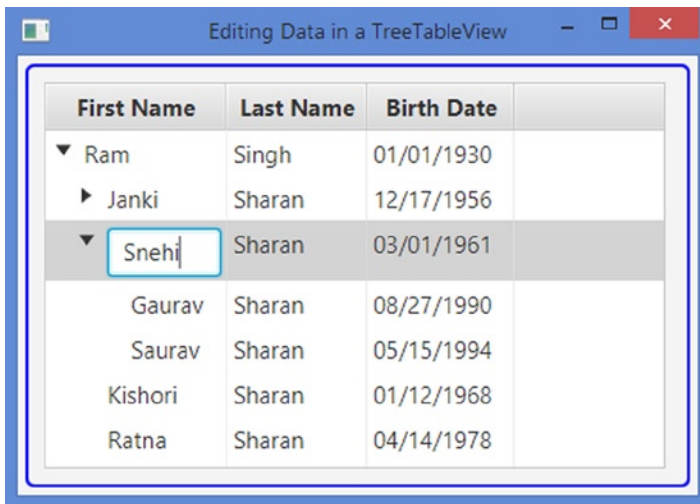 Editing Data in a TreeTableView
First Name Last Name Birth Date
Ram Singh 01/01/1930
Janki Sharan 12/17/1956
Snehi Sharan 03/01/1961
Gaurav Sharan 08/27/1990
Saurav Sharan 05/15/1994
Kishori Sharan 01/12/1968
Ratna Sharan 04/14/1978